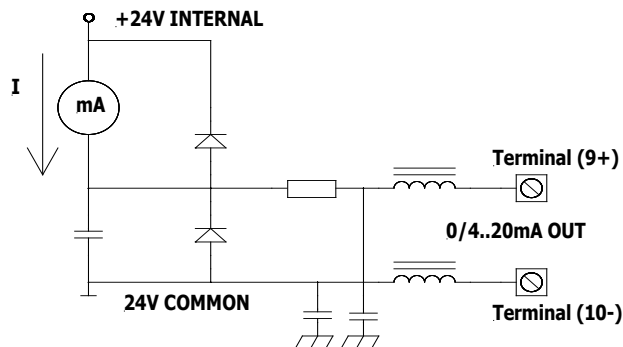 +24V INTERNAL
I
mA
Terminal (9+)
0/4..20mA OUT
24V COMMON
Terminal (10-)